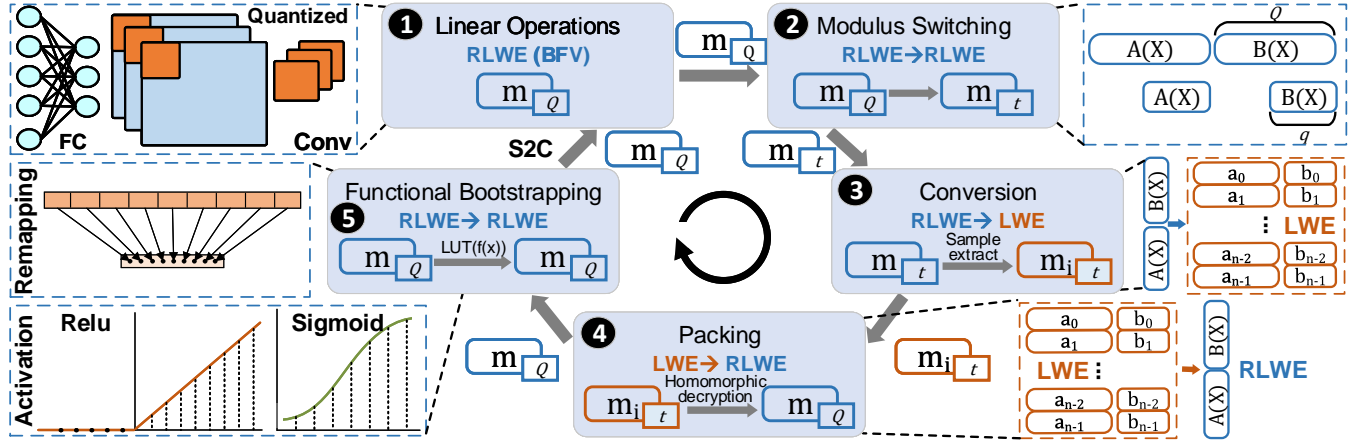 Quantized
FC
Conv
1
Linear Operations
RLWE (BFV)
m
Q
m
Q
2
Modulus Switching
RLWE→RLWE
m
Q
m
t
Q
A(X)
B(X)
A(X)
B(X)
q
S2C
m
Q
m
t
Remapping
Functional Bootstrapping
5
RLWE→ RLWE
m
Q
LUT(f(x))
m
Q
3
Conversion
RLWE→ LWE
m
t
Sample
extract
mi
t
B(X)
A(X)
a0
b0
a1
b1
⋮ LWE
an-2
bn-2
an-1
bn-1
Activation
Relu
Sigmoid
m
Q
4
Packing
LWE→ RLWE
mi
t
Homomorphic
decryption
m
Q
mi
t
a0
b0
a1
b1
LWE ⋮
an-2
bn-2
an-1
bn-1
B(X)
A(X)
RLWE